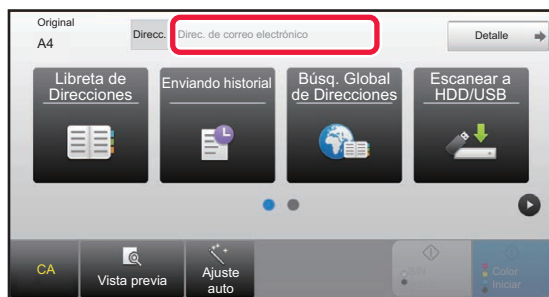 Original
A4
Direcc.
Direc. de correo electrónico
Detalle
Libreta de
Direcciones
Enviando historial
Búsq. Global
de Direcciones
Escanear a
HDD/USB
CA
Vista previa
Ajuste
auto
B/N
Iniciar
Color
Iniciar